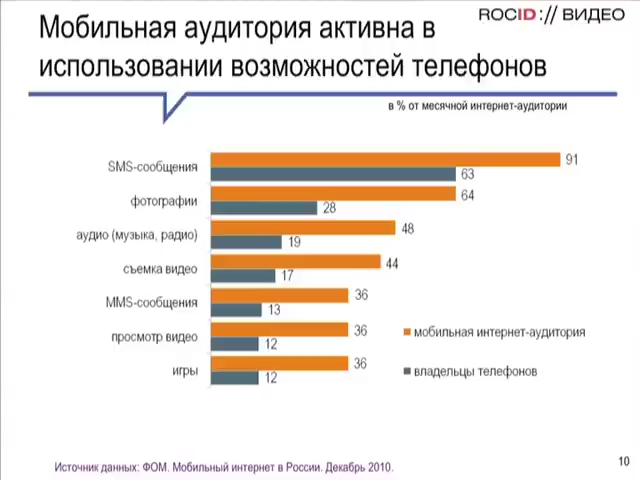 ROCID:// ВИДЕО
Мобильная аудитория активна в
использовании возможностей телефонов
в % от месячной интернет-аудитории
SMS-сообщения 91
63
фотографии 64
28
аудио (музыка, радио) 48
19
съемка видео 44
17
MMS-сообщения 36
13
просмотр видео 36
12
игры 36
12
мобильная интернет-аудитория
владельцы телефонов
Источник данных: ФОМ. Мобильный интернет в России. Декабрь 2010.
10